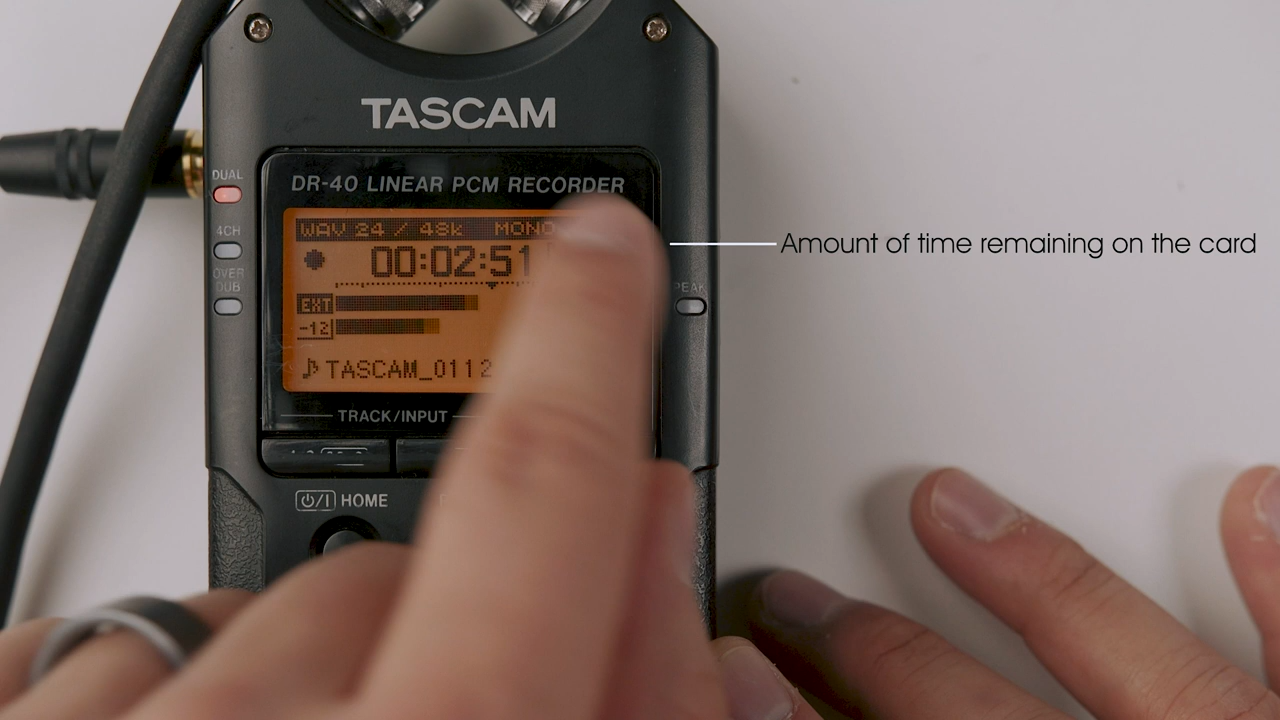 TASCAM
DUAL
DR-40 LINEAR PCM RECORDER
WAV 24 / 48k MONO
Amount of time remaining on the card
4CH
00:02:51
OVER
DUB
PEAK
EXT
-12
TASCAM_0112
TRACK/INPUT
HOME